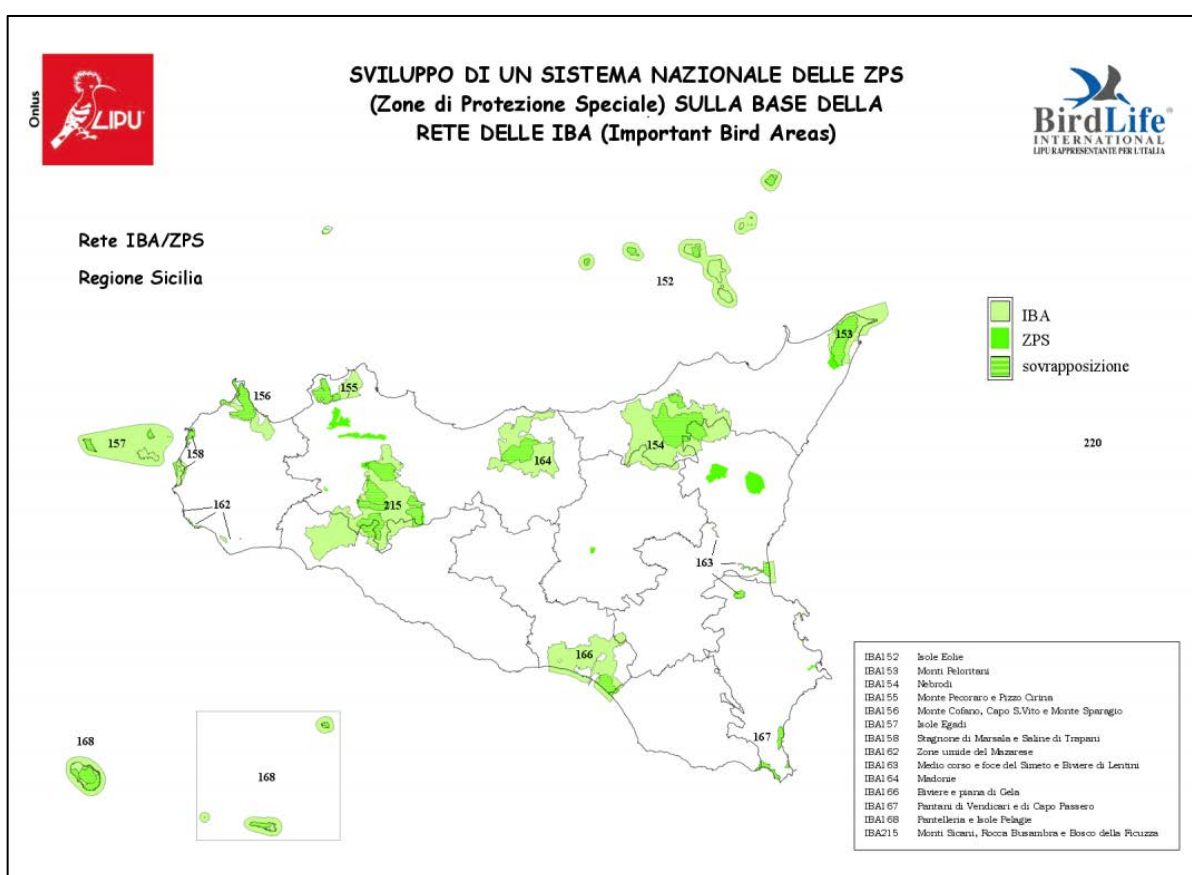 Onlus
LIPU
SVILUPPO DI UN SISTEMA NAZIONALE DELLE ZPS
(Zone di Protezione Speciale) SULLA BASE DELLA
RETE DELLE IBA (Important Bird Areas)
BirdLife
INTERNATIONAL
LIPU RAPPRESENTANTE PER L'ITALIA
Rete IBA/ZPS
Regione Sicilia
152
153
IBA
ZPS
sovrapposizione
155
156
157
158
154
164
220
162
215
163
166
167
168
168
IBA152 Isole Eolie
IBA153 Monti Peloritani
IBA154 Nebrodi
IBA155 Monte Pecoraro e Pizzo Cirina
IBA156 Monte Cofano, Capo S.Vito e Monte Sparagio
IBA157 Isole Egadi
IBA158 Stagnone di Marsala e Saline di Trapani
IBA162 Zone umide del Mazarese
IBA163 Medio corso e foce del Simeto e Biviere di Lentini
IBA164 Madonie
IBA166 Biviere e piana di Gela
IBA167 Pantani di Vendicari e di Capo Passero
IBA168 Pantelleria e Isole Pelagie
IBA215 Monti Sicani, Rocca Busambra e Bosco della Ficuzza